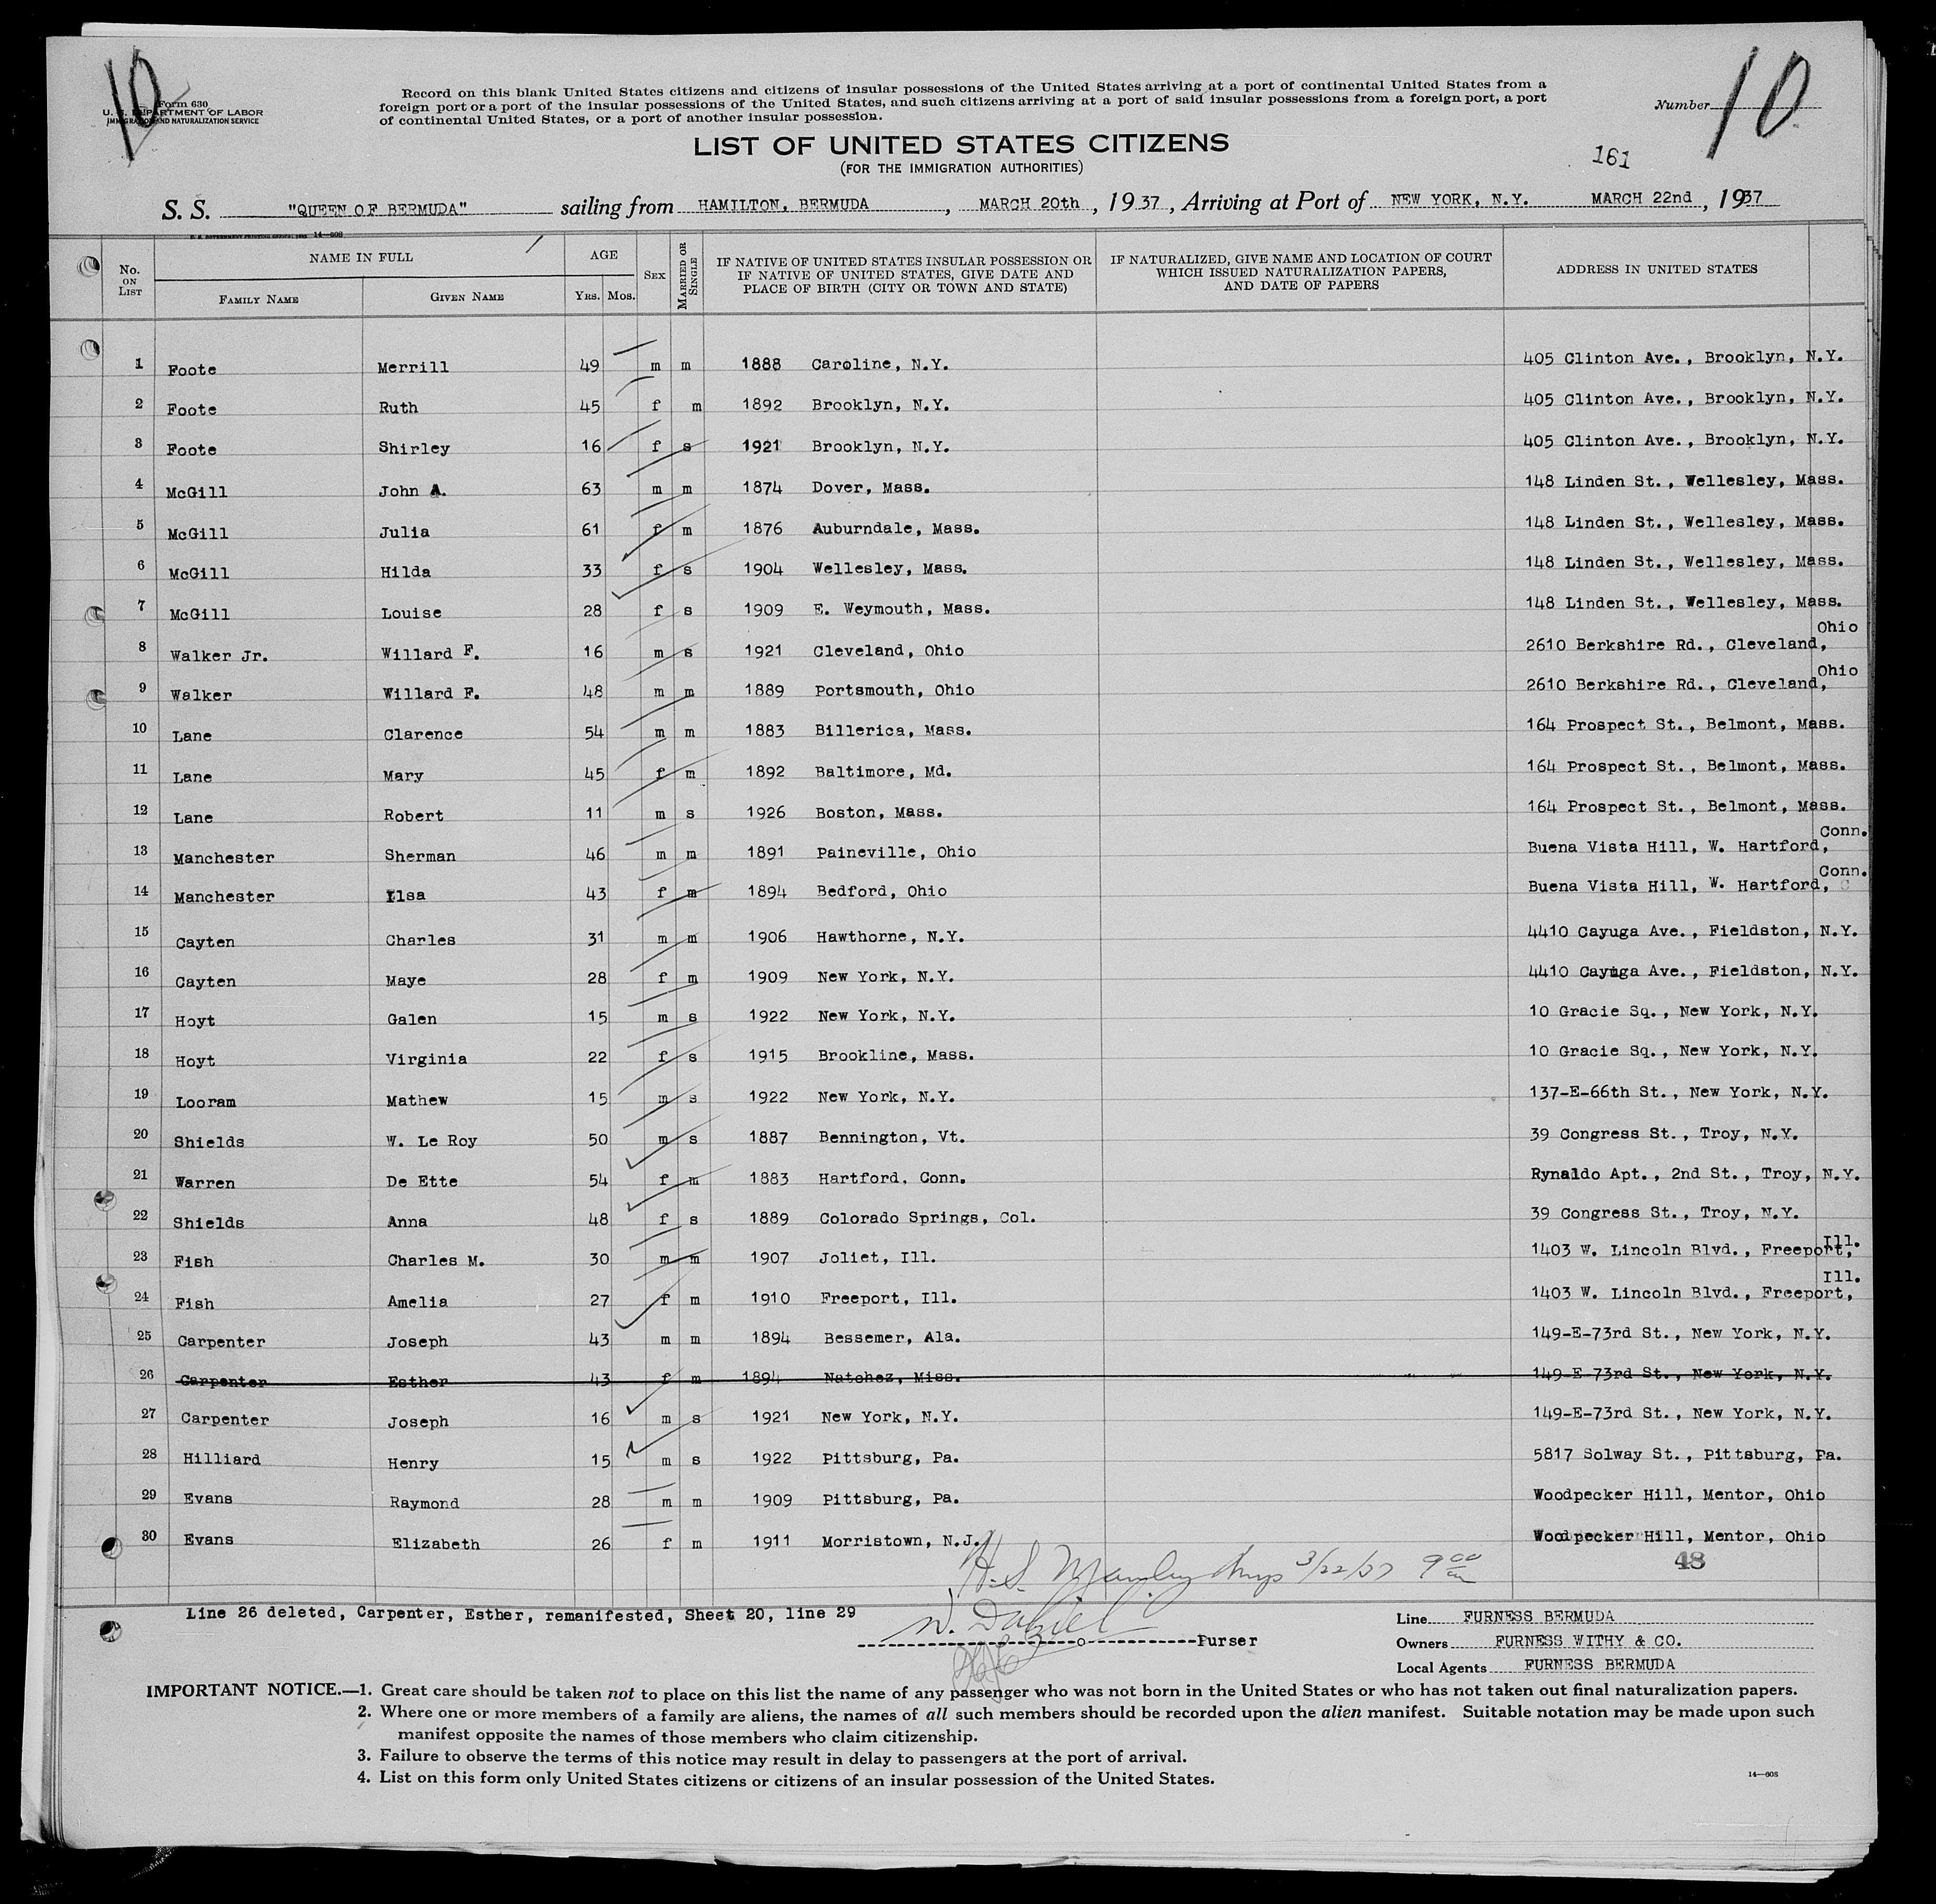 10
Form 630
U. S. DEPARTMENT OF LABOR
IMMIGRATION AND NATURALIZATION SERVICE
Record on this blank United States citizens and citizens of insular possessions of the United States arriving at a port of continental United States from a
foreign port or a port of the insular possessions of the United States, and such citizens arriving at a port of said insular possessions from a foreign port, a port
of continental United States, or a port of another insular possession.
Number 10
LIST OF UNITED STATES CITIZENS
(FOR THE IMMIGRATION AUTHORITIES)
161
S. S. "QUEEN OF BERMUDA" sailing from HAMILTON, BERMUDA, MARCH 20th, 1937, Arriving at Port of NEW YORK, N.Y. MARCH 22nd, 1937
14—608
No. ON LIST
NAME IN FULL
FAMILY NAME
GIVEN NAME
AGE
YRS. MOS.
SEX
MARRIED OR SINGLE
IF NATIVE OF UNITED STATES INSULAR POSSESSION OR
IF NATIVE OF UNITED STATES, GIVE DATE AND
PLACE OF BIRTH (CITY OR TOWN AND STATE)
IF NATURALIZED, GIVE NAME AND LOCATION OF COURT
WHICH ISSUED NATURALIZATION PAPERS,
AND DATE OF PAPERS
ADDRESS IN UNITED STATES
1 Foote Merrill 49 m m 1888 Caroline, N.Y. 405 Clinton Ave., Brooklyn, N.Y.
2 Foote Ruth 45 f m 1892 Brooklyn, N.Y. 405 Clinton Ave., Brooklyn, N.Y.
3 Foote Shirley 16 f s 1921 Brooklyn, N.Y. 405 Clinton Ave., Brooklyn, N.Y.
4 McGill John A. 63 m m 1874 Dover, Mass. 148 Linden St., Wellesley, Mass.
5 McGill Julia 61 f m 1876 Auburndale, Mass. 148 Linden St., Wellesley, Mass.
6 McGill Hilda 33 f s 1904 Wellesley, Mass. 148 Linden St., Wellesley, Mass.
7 McGill Louise 28 f s 1909 E. Weymouth, Mass. 148 Linden St., Wellesley, Mass.
8 Walker Jr. Willard F. 16 m s 1921 Cleveland, Ohio 2610 Berkshire Rd., Cleveland, Ohio
9 Walker Willard F. 48 m m 1889 Portsmouth, Ohio 2610 Berkshire Rd., Cleveland, Ohio
10 Lane Clarence 54 m m 1883 Billerica, Mass. 164 Prospect St., Belmont, Mass.
11 Lane Mary 45 f m 1892 Baltimore, Md. 164 Prospect St., Belmont, Mass.
12 Lane Robert 11 m s 1926 Boston, Mass. 164 Prospect St., Belmont, Mass.
13 Manchester Sherman 46 m m 1891 Paineville, Ohio Buena Vista Hill, W. Hartford, Conn.
14 Manchester Ilsa 43 f m 1894 Bedford, Ohio Buena Vista Hill, W. Hartford, Conn.
15 Cayten Charles 31 m m 1906 Hawthorne, N.Y. 4410 Cayuga Ave., Fieldston, N.Y.
16 Cayten Maye 28 f m 1909 New York, N.Y. 4410 Cayuga Ave., Fieldston, N.Y.
17 Hoyt Galen 15 m s 1922 New York, N.Y. 10 Gracie Sq., New York, N.Y.
18 Hoyt Virginia 22 f s 1915 Brookline, Mass. 10 Gracie Sq., New York, N.Y.
19 Looram Mathew 15 m s 1922 New York, N.Y. 137-E-66th St., New York, N.Y.
20 Shields W. Le Roy 50 m s 1887 Bennington, Vt. 39 Congress St., Troy, N.Y.
21 Warren De Ette 54 f m 1883 Hartford. Conn. Rynaldo Apt., 2nd St., Troy, N.Y.
22 Shields Anna 48 f s 1889 Colorado Springs, Col. 39 Congress St., Troy, N.Y.
23 Fish Charles M. 30 m m 1907 Joliet, Ill. 1403 W. Lincoln Blvd., Freeport, Ill.
24 Fish Amelia 27 f m 1910 Freeport, Ill. 1403 W. Lincoln Blvd., Freeport, Ill.
25 Carpenter Joseph 43 m m 1894 Bessemer, Ala. 149-E-73rd St., New York, N.Y.
26 Carpenter Esther 43 f m 1894 Natchez, Miss. 149-E-73rd St., New York, N.Y.
27 Carpenter Joseph 16 m s 1921 New York, N.Y. 149-E-73rd St., New York, N.Y.
28 Hilliard Henry 15 m s 1922 Pittsburg, Pa. 5817 Solway St., Pittsburg, Pa.
29 Evans Raymond 28 m m 1909 Pittsburg, Pa. Woodpecker Hill, Mentor, Ohio
30 Evans Elizabeth 26 f m 1911 Morristown, N.J. Woodpecker Hill, Mentor, Ohio
H. S. 3/22/37 9 00
48
Line 26 deleted, Carpenter, Esther, remanifested, Sheet 20, line 29
Purser
Line FURNESS BERMUDA
Owners FURNESS WITHY & CO.
Local Agents FURNESS BERMUDA
IMPORTANT NOTICE.—1. Great care should be taken not to place on this list the name of any passenger who was not born in the United States or who has not taken out final naturalization papers.
2. Where one or more members of a family are aliens, the names of all such members should be recorded upon the alien manifest. Suitable notation may be made upon such
manifest opposite the names of those members who claim citizenship.
3. Failure to observe the terms of this notice may result in delay to passengers at the port of arrival.
4. List on this form only United States citizens or citizens of an insular possession of the United States.
14—608